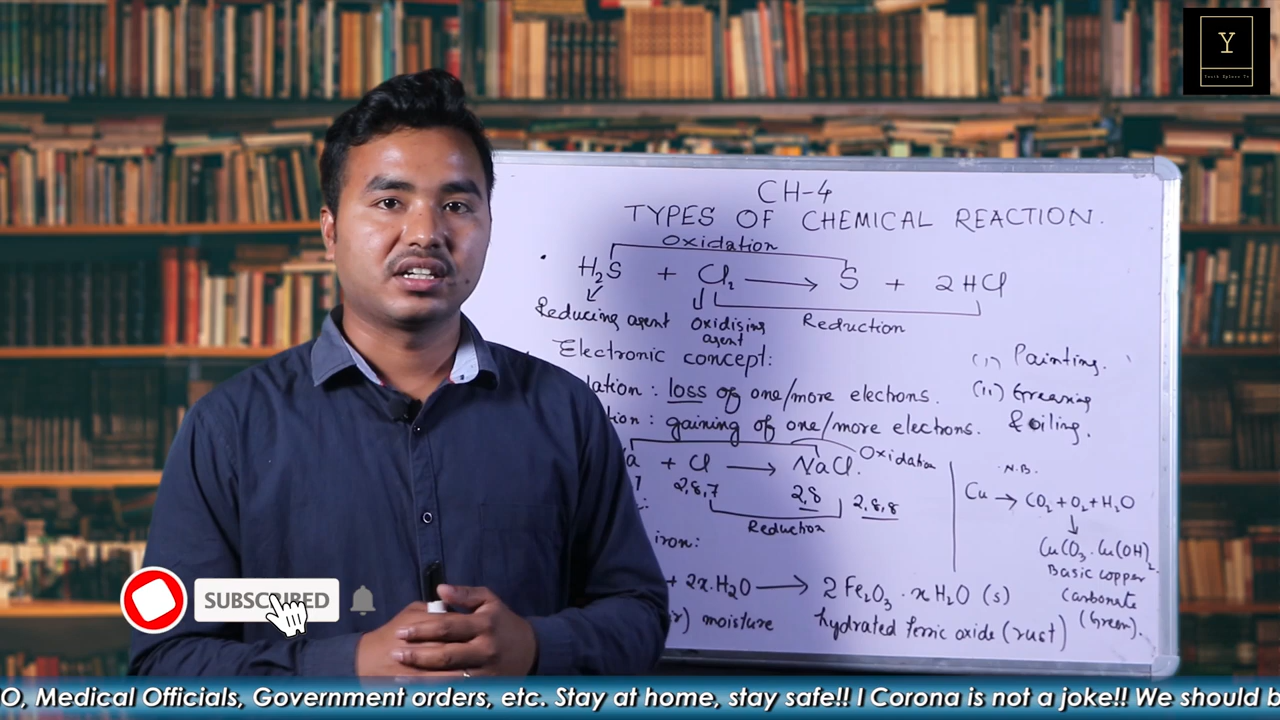 Y
CH-4
TYPES OF CHEMICAL REACTION.
Oxidation
H₂S + Cl₂ → S + 2HCl
Reducing agent
Oxidising
agent
Reduction
Electronic concept:
(i) Painting.
dation : loss of one/more electrons.
(ii) Greasing
tion : gaining of one/more electrons.
& oiling.
a + Cl → NaCl.
Oxidation
2,8,7
2,8
2,8,8
Reduction
N.B.
Cu → CO₂ + O₂ + H₂O
CuCO₃.Cu(OH)₂.
Basic copper
carbonate
(Green).
iron:
+ 2x.H₂O → 2 Fe₂O₃ . xH₂O (s)
moisture
hydrated ferric oxide (rust)
SUBSCRIBED
O, Medical Officials, Government orders, etc. Stay at home, stay safe!! I Corona is not a joke!! We should b